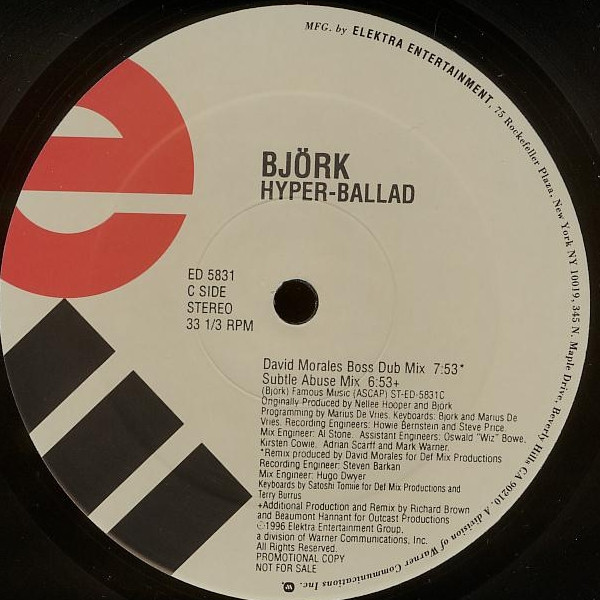 MFG. by ELEKTRA ENTERTAINMENT, 75 Rockefeller Plaza, New York NY 10019, 345 N. Maple Drive, Beverly Hills CA 90210. A division of Warner Communications Inc.
BJÖRK
HYPER-BALLAD
ED 5831
C SIDE
STEREO
33 1/3 RPM
David Morales Boss Dub Mix 7:53*
Subtle Abuse Mix 6:53+
(Björk) Famous Music (ASCAP) ST-ED-5831C
Originally Produced by Nellee Hooper and Björk
Programming by Marius De Vries. Keyboards: Björk and Marius De
Vries. Recording Engineers: Howie Bernstein and Steve Price.
Mix Engineer: Al Stone. Assistant Engineers: Oswald "Wiz" Bowe,
Kirsten Cowie. Adrian Scarff and Mark Warner.
*Remix produced by David Morales for Def Mix Productions
Recording Engineer: Steven Barkan
Mix Engineer: Hugo Dwyer
Keyboards by Satoshi Tomiie for Def Mix Productions and
Terry Burrus
+Additional Production and Remix by Richard Brown
and Beaumont Hannant for Outcast Productions
℗1996 Elektra Entertainment Group,
a division of Warner Communications, Inc.
All Rights Reserved.
PROMOTIONAL COPY
NOT FOR SALE